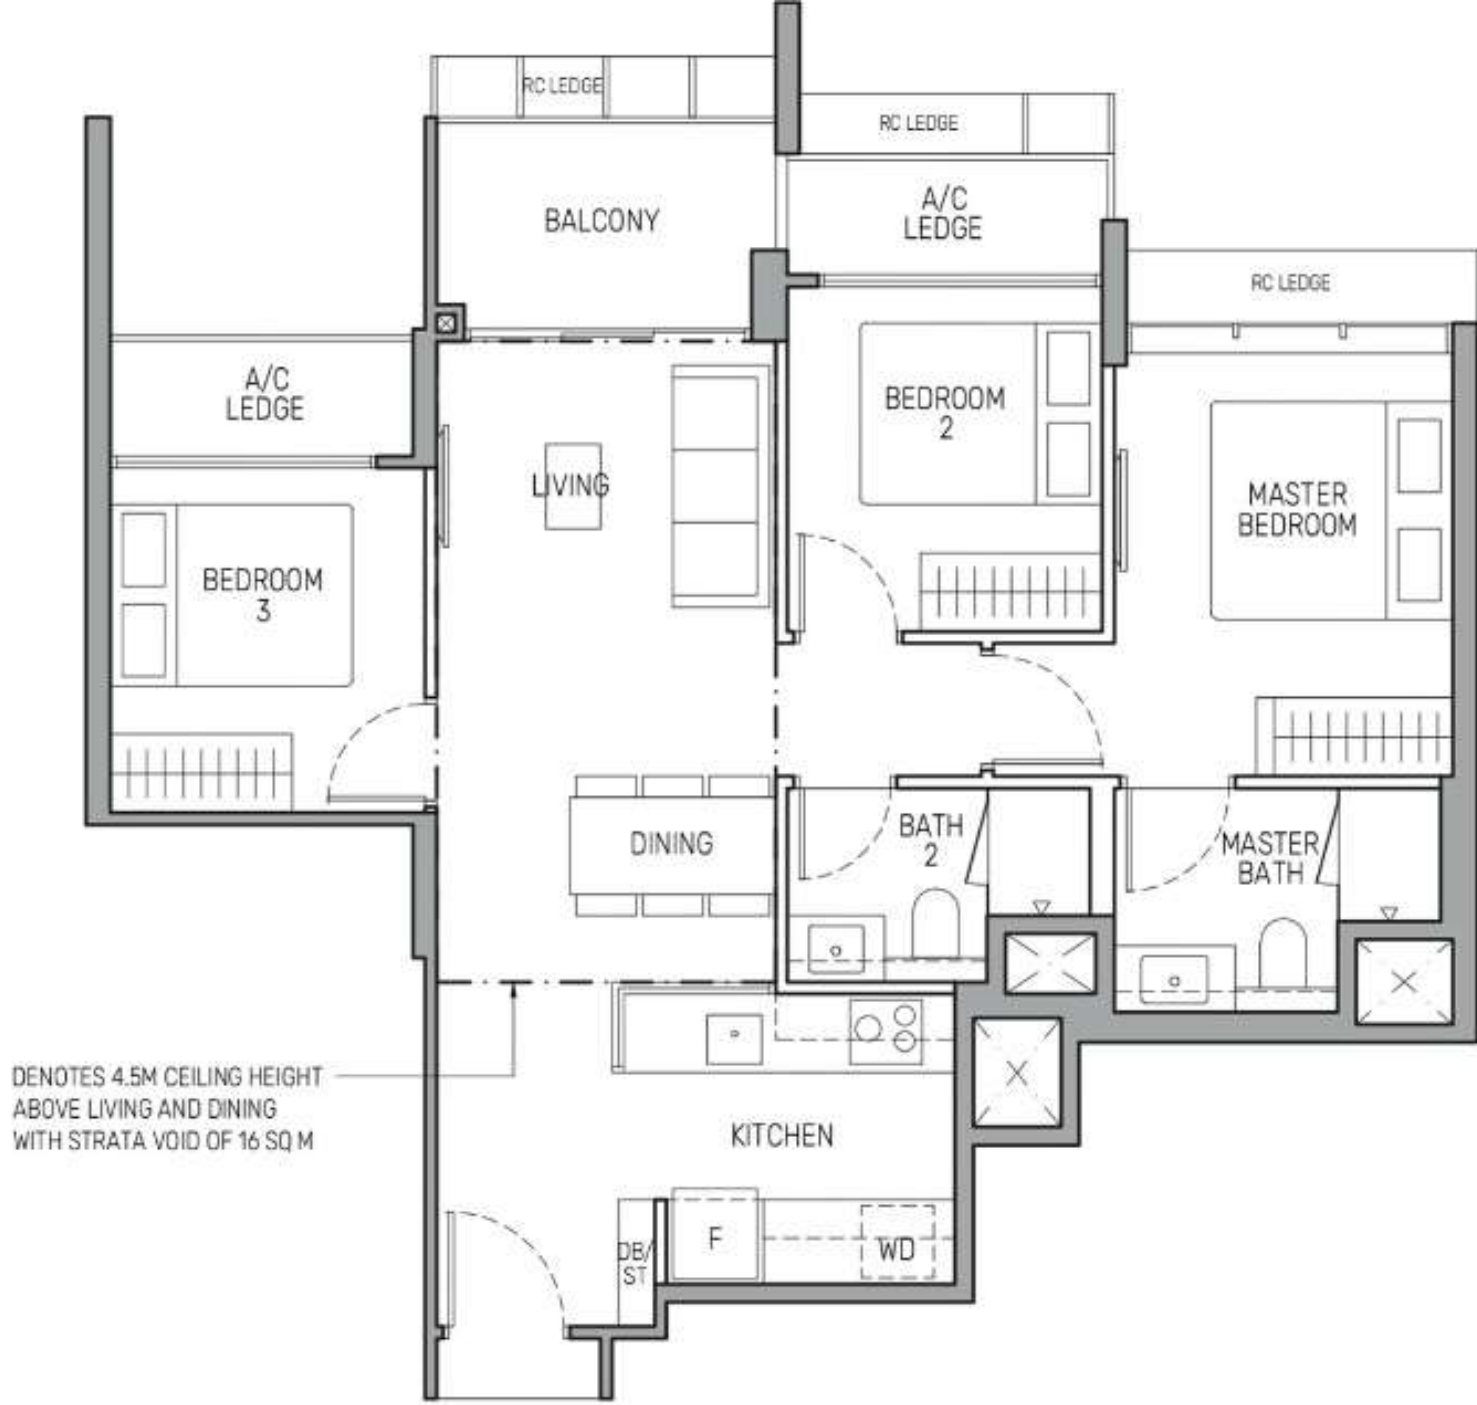 RC LEDGE
RC LEDGE
BALCONY
A/C
LEDGE
RC LEDGE
A/C
LEDGE
BEDROOM
2
LIVING
MASTER
BEDROOM
BEDROOM
3
DINING
BATH
2
MASTER
BATH
DENOTES 4.5M CEILING HEIGHT
ABOVE LIVING AND DINING
WITH STRATA VOID OF 16 SQ M
KITCHEN
DB/
ST
F
WD